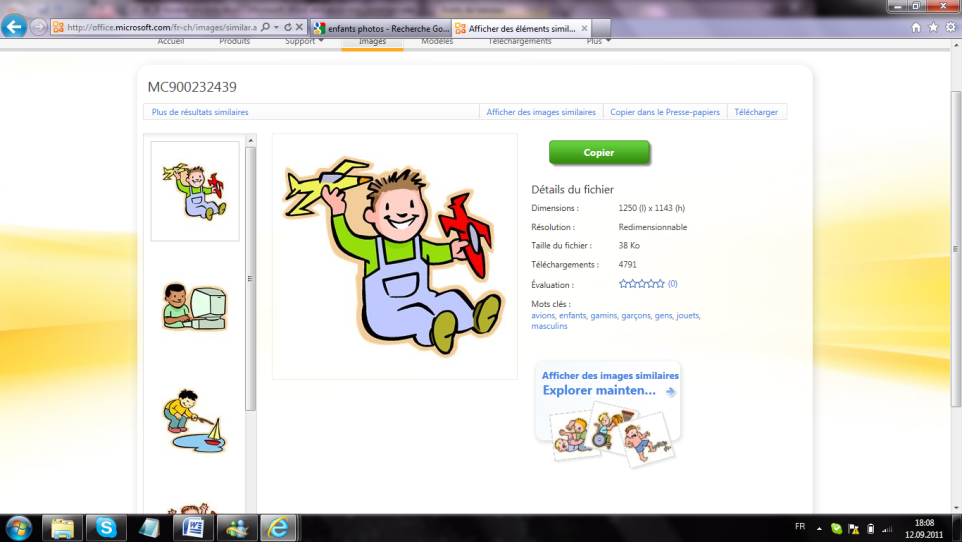 http://office.microsoft.com/fr-ch/images/similar.a
enfants photos - Recherche Go...
Afficher des éléments simil...
Accueil
Produits
Support
Images
Modèles
Téléchargements
Plus
MC900232439
Plus de résultats similaires
Afficher des images similaires
Copier dans le Presse-papiers
Télécharger
Copier
Détails du fichier
Dimensions : 1250 (l) x 1143 (h)
Résolution : Redimensionnable
Taille du fichier : 38 Ko
Téléchargements : 4791
Évaluation : (0)
Mots clés :
avions, enfants, gamins, garçons, gens, jouets,
masculins
Afficher des images similaires
Explorer mainten...
FR
18:08
12.09.2011